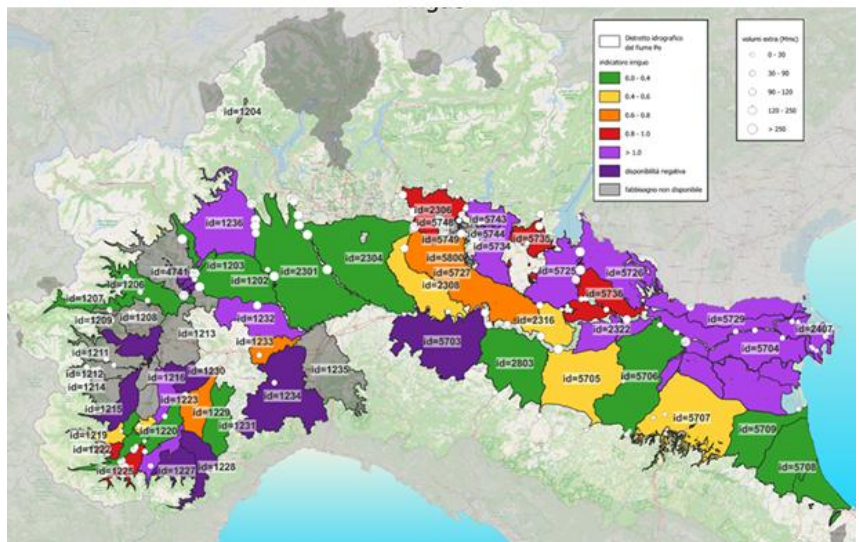 Distretto idrografico
del fiume Po
indicatore irriguo
0.0 - 0.4
0.4 - 0.6
0.6 - 0.8
0.8 - 1.0
> 1.0
disponibilità negativa
fabbisogno non disponibile
volumi extra (Mmc)
0 - 30
30 - 90
90 - 120
120 - 250
> 250
id=1204
id=2306
id=5748
id=5743
id=1236
id=5749
id=5744
id=5735
id=5734
id=4741
id=1203
id=2304
id=5800
id=5725
id=5726
id=1206
id=1202
id=2301
id=5727
id=2308
id=5736
id=1207
id=1209
id=1208
id=1232
id=2316
id=5729
id=2407
id=1213
id=2322
id=1233
id=5703
id=5704
id=1211
id=1235
id=2803
id=5706
id=1212
id=1216
id=1230
id=5705
id=1214
id=1223
id=1234
id=1215
id=1229
id=5707
id=1219
id=1220
id=1231
id=5709
id=1222
id=1225
id=1227
id=1228
id=5708